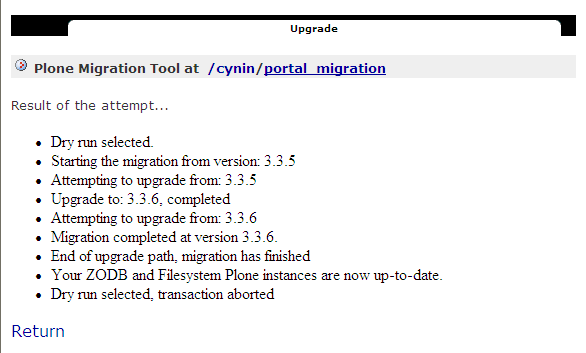 Upgrade
Plone Migration Tool at /cynin/portal_migration
Result of the attempt...
Dry run selected.
Starting the migration from version: 3.3.5
Attempting to upgrade from: 3.3.5
Upgrade to: 3.3.6, completed
Attempting to upgrade from: 3.3.6
Migration completed at version 3.3.6.
End of upgrade path, migration has finished
Your ZODB and Filesystem Plone instances are now up-to-date.
Dry run selected, transaction aborted
Return